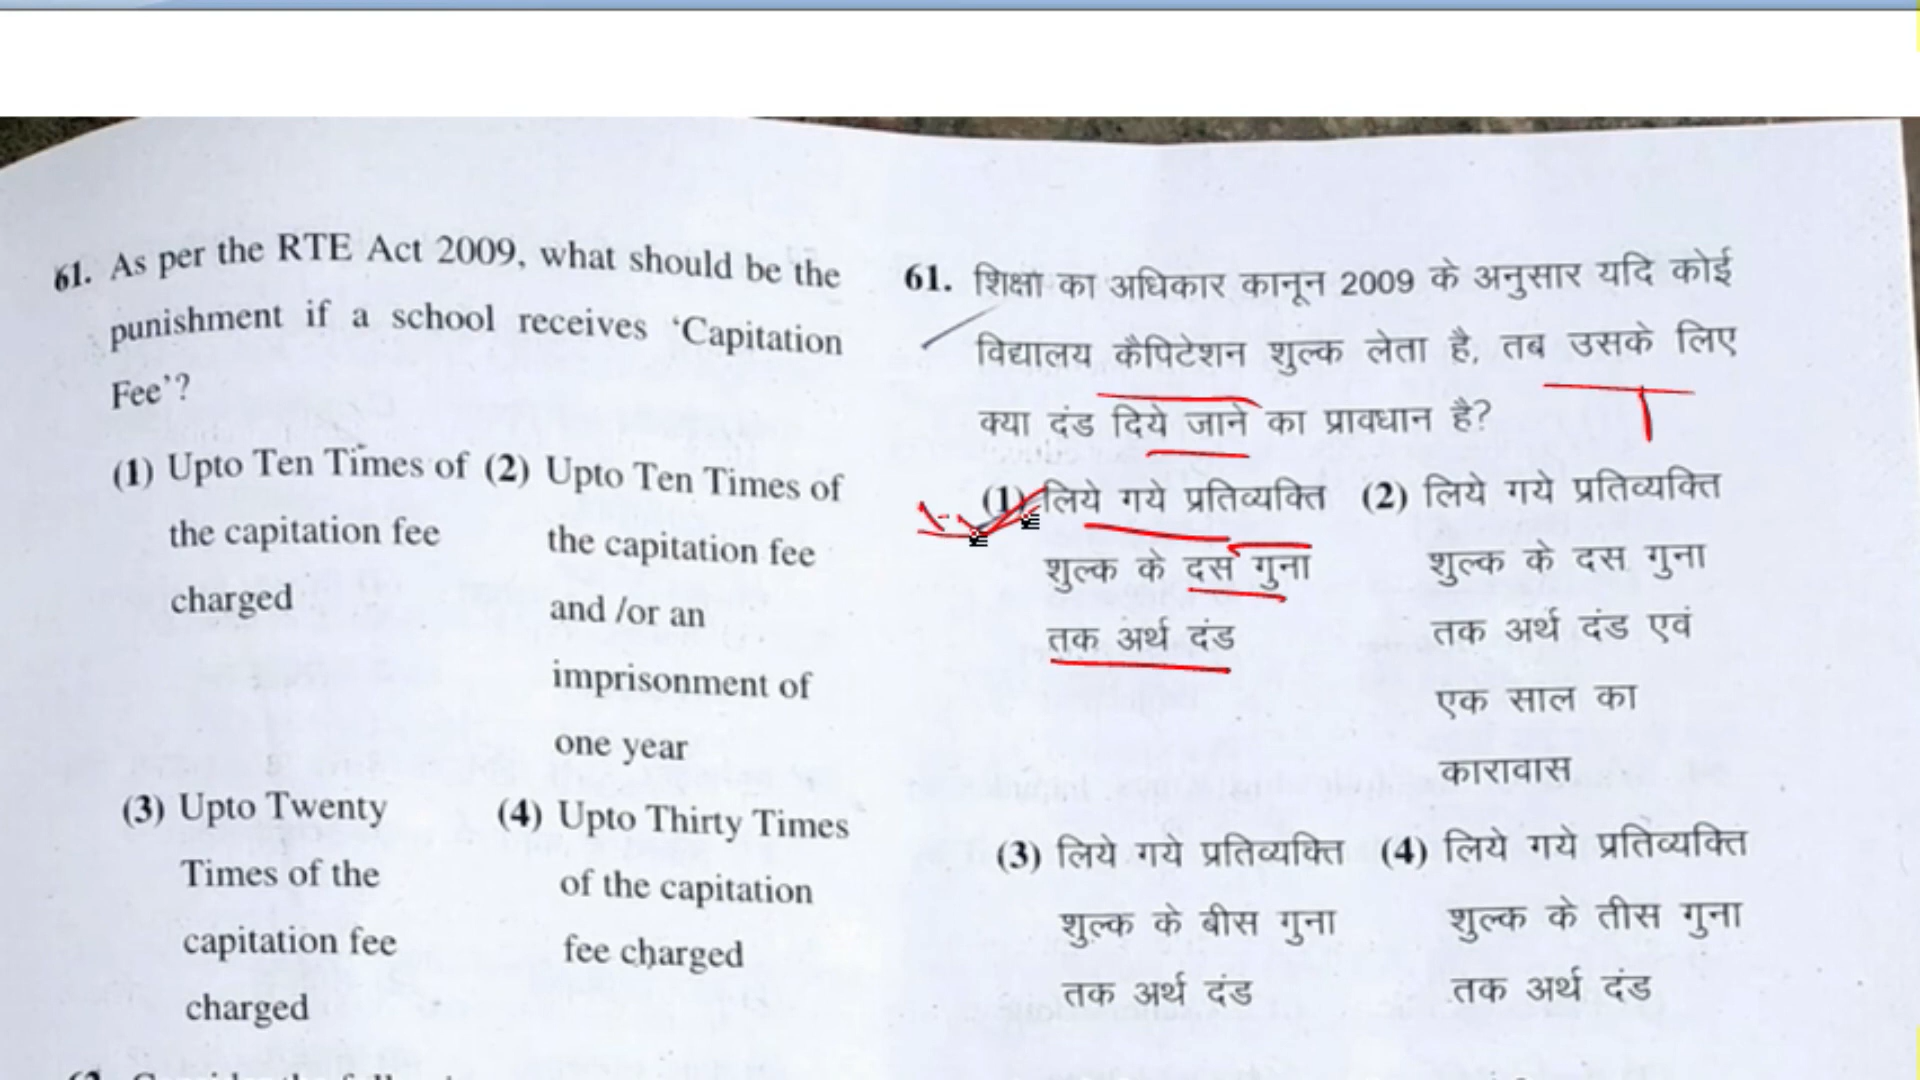 61. As per the RTE Act 2009, what should be the
punishment if a school receives ‘Capitation
Fee’?
(1) Upto Ten Times of
the capitation fee
charged
(2) Upto Ten Times of
the capitation fee
and /or an
imprisonment of
one year
(3) Upto Twenty
Times of the
capitation fee
charged
(4) Upto Thirty Times
of the capitation
fee charged
61. शिक्षा का अधिकार कानून 2009 के अनुसार यदि कोई
विद्यालय कैपिटेशन शुल्क लेता है, तब उसके लिए
क्या दंड दिये जाने का प्रावधान है?
(1) लिये गये प्रतिव्यक्ति
शुल्क के दस गुना
तक अर्थ दंड
(2) लिये गये प्रतिव्यक्ति
शुल्क के दस गुना
तक अर्थ दंड एवं
एक साल का
कारावास
(3) लिये गये प्रतिव्यक्ति
शुल्क के बीस गुना
तक अर्थ दंड
(4) लिये गये प्रतिव्यक्ति
शुल्क के तीस गुना
तक अर्थ दंड